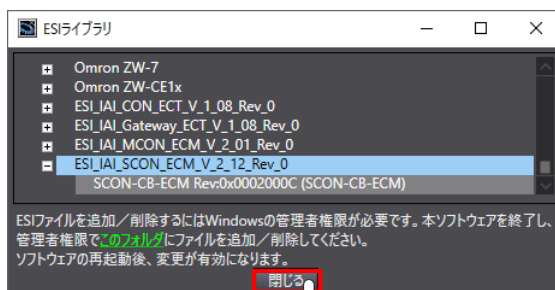 ESIライブラリ
Omron ZW-7
Omron ZW-CE1x
ESI_IAI_CON_ECT_V_1_08_Rev_0
ESI_IAI_Gateway_ECT_V_1_08_Rev_0
ESI_IAI_MCON_ECM_V_2_01_Rev_0
ESI_IAI_SCON_ECM_V_2_12_Rev_0
SCON-CB-ECM Rev:0x0002000C (SCON-CB-ECM)
ESIファイルを追加／削除するにはWindowsの管理者権限が必要です。本ソフトウェアを終了し、
管理者権限でこのフォルダにファイルを追加／削除してください。
ソフトウェアの再起動後、変更が有効になります。
閉じる